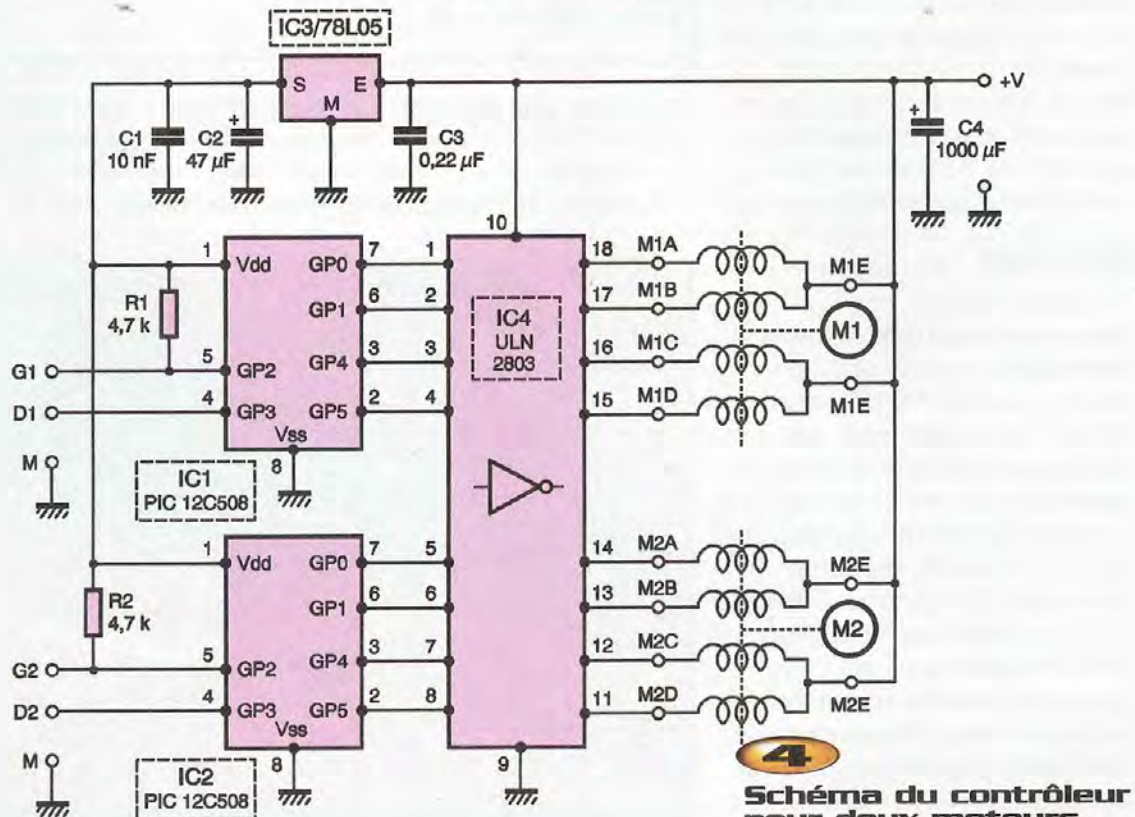 IC3/78L05
S
E
M
+V
C1
10 nF
+
C2
47 µF
C3
0,22 µF
+
C4
1000 µF
R1
4,7 k
G1
D1
M
1
5
4
Vdd
GP2
GP3
Vss
8
GP0
GP1
GP4
GP5
7
6
3
2
IC1
PIC 12C508
1
2
3
4
10
IC4
ULN
2803
18
17
16
15
M1A
M1B
M1C
M1D
M1E
M1
M1E
R2
4,7 k
G2
D2
M
1
5
4
Vdd
GP2
GP3
Vss
8
GP0
GP1
GP4
GP5
7
6
3
2
IC2
PIC 12C508
5
6
7
8
9
14
13
12
11
M2A
M2B
M2C
M2D
M2E
M2
M2E
4
Schéma du contrôleur
pour deux moteurs